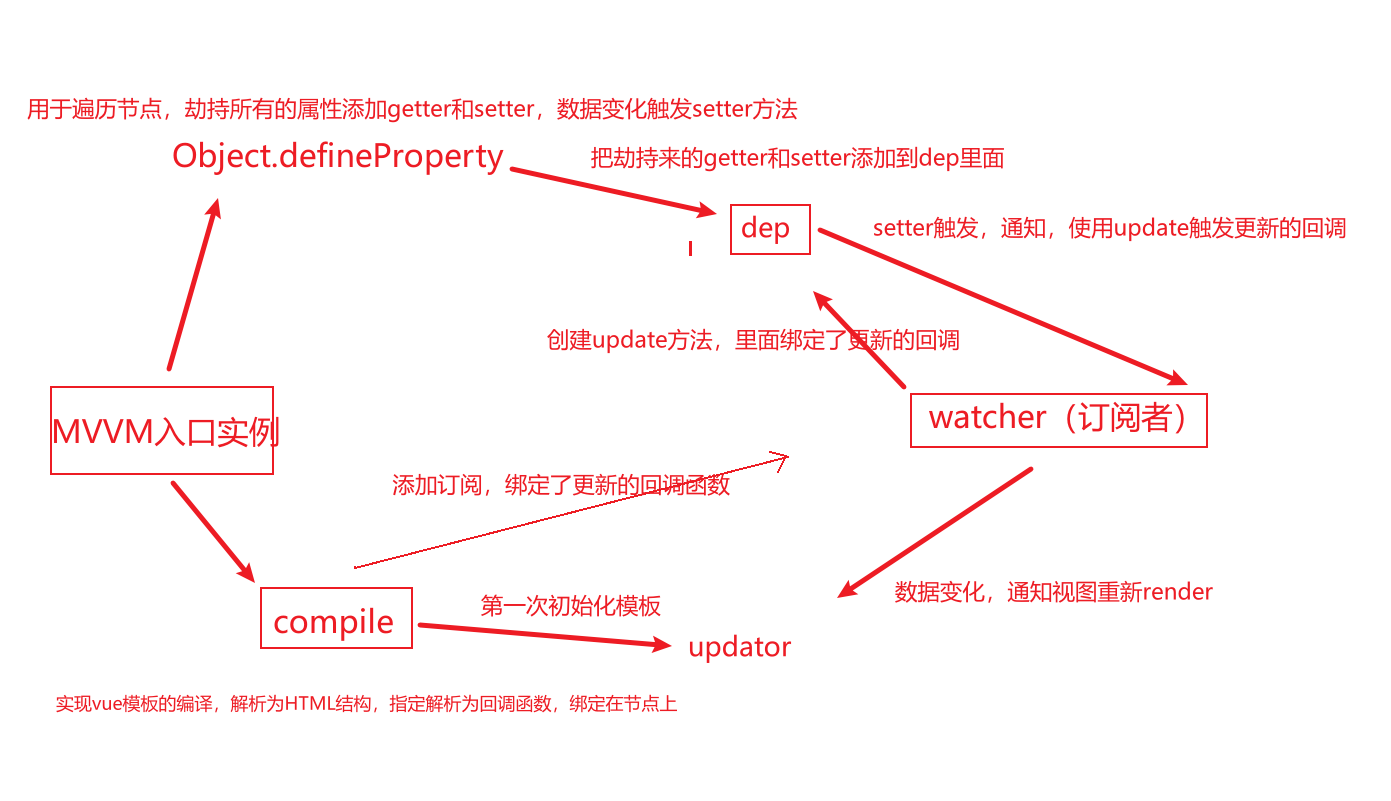 用于遍历节点，劫持所有的属性添加getter和setter，数据变化触发setter方法
Object.defineProperty
把劫持来的getter和setter添加到dep里面
dep
setter触发，通知，使用update触发更新的回调
创建update方法，里面绑定了更新的回调
MVVM入口实例
watcher（订阅者）
添加订阅，绑定了更新的回调函数
compile
第一次初始化模板
数据变化，通知视图重新render
updator
实现vue模板的编译，解析为HTML结构，指定解析为回调函数，绑定在节点上